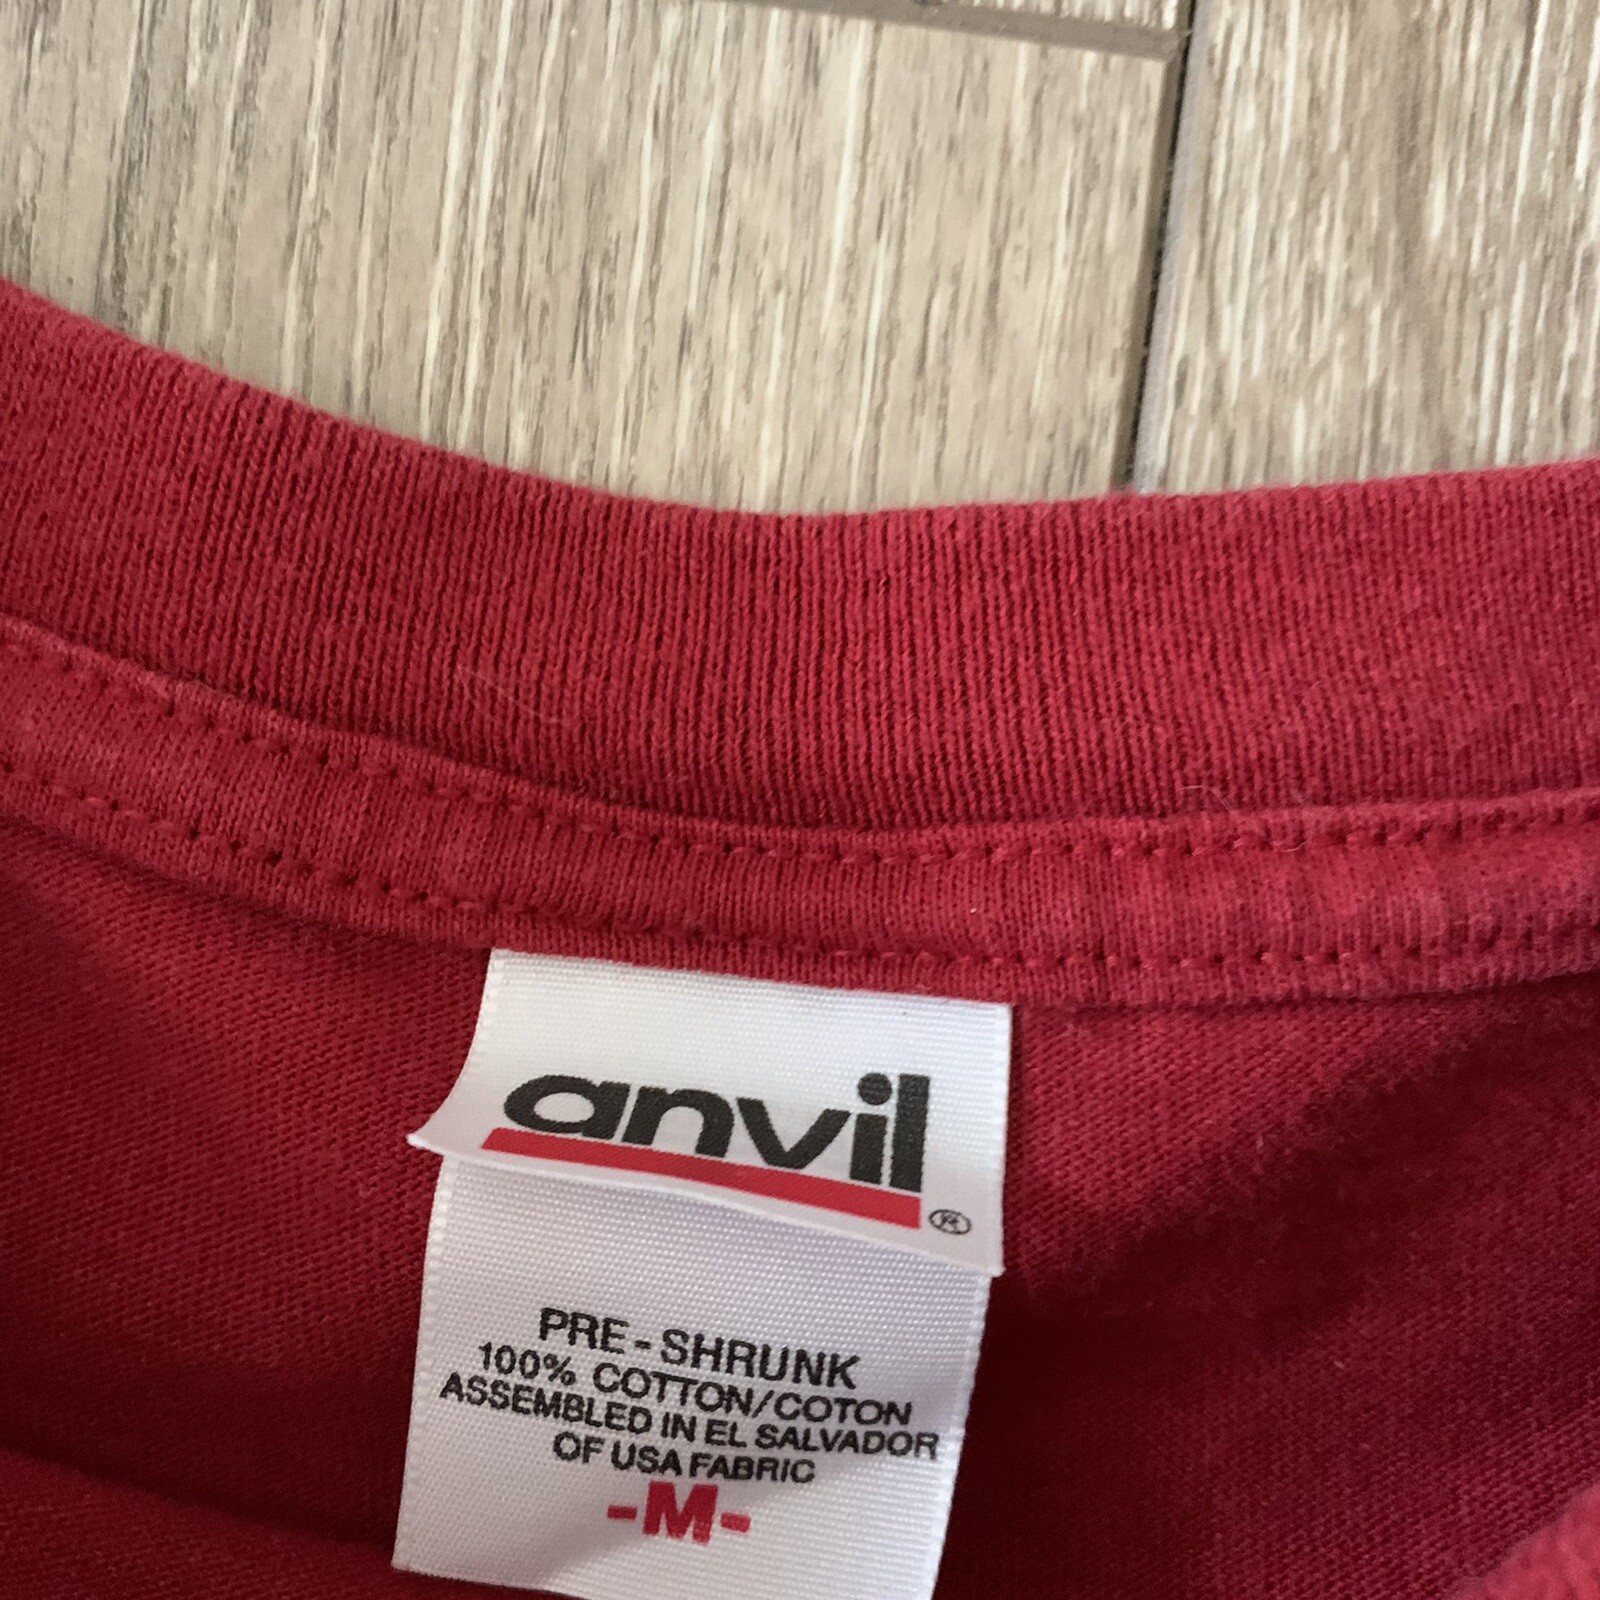 anvil
®
PRE-SHRUNK
100% COTTON/COTON
ASSEMBLED IN EL SALVADOR
OF USA FABRIC
-M-